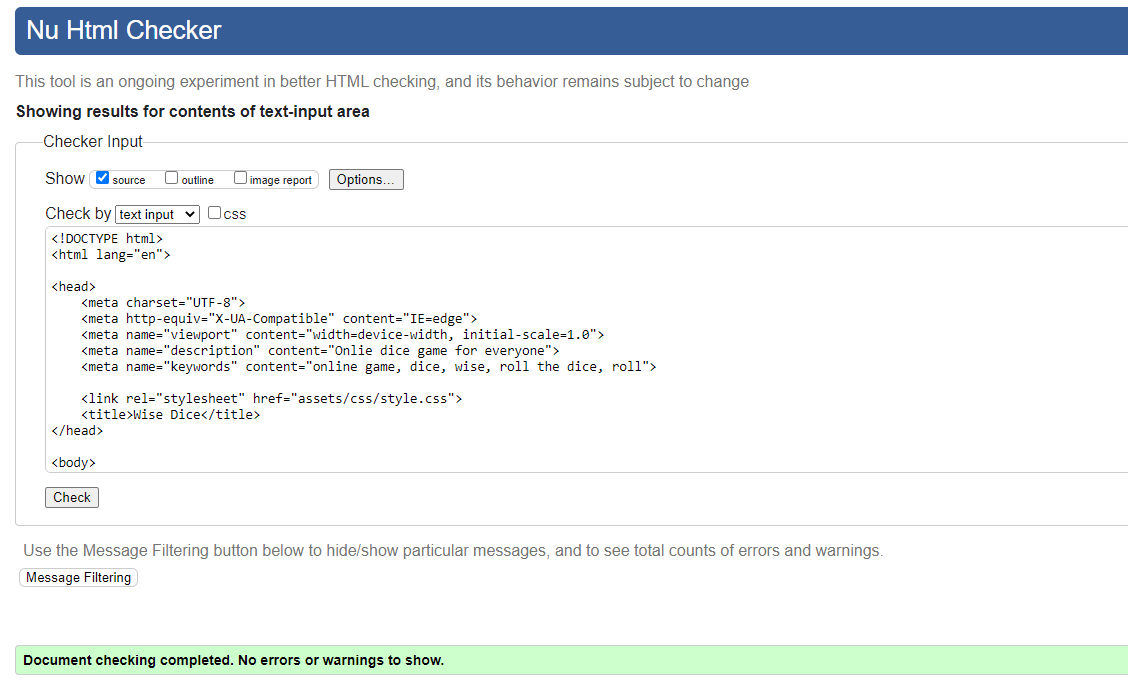 Nu Html Checker
This tool is an ongoing experiment in better HTML checking, and its behavior remains subject to change
Showing results for contents of text-input area
Checker Input
Show source outline image report Options...
Check by text input css
<!DOCTYPE html>
<html lang="en">
<head>
    <meta charset="UTF-8">
    <meta http-equiv="X-UA-Compatible" content="IE=edge">
    <meta name="viewport" content="width=device-width, initial-scale=1.0">
    <meta name="description" content="Onlie dice game for everyone">
    <meta name="keywords" content="online game, dice, wise, roll the dice, roll">
    <link rel="stylesheet" href="assets/css/style.css">
    <title>Wise Dice</title>
</head>
<body>
Check
Use the Message Filtering button below to hide/show particular messages, and to see total counts of errors and warnings.
Message Filtering
Document checking completed. No errors or warnings to show.